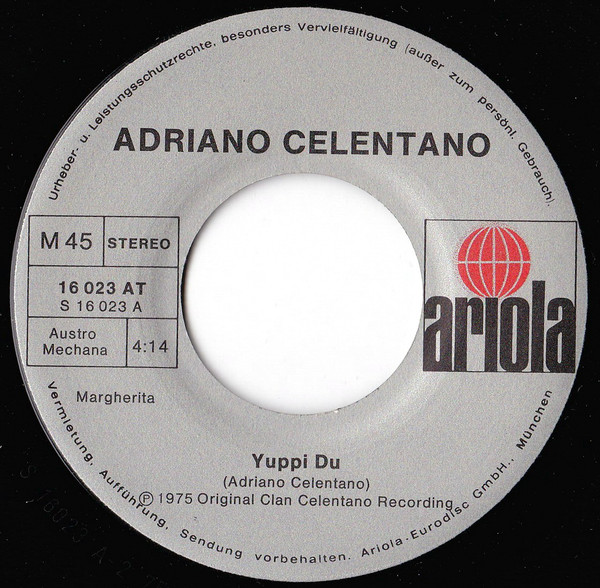 Urheber- u. Leistungsschutzrechte, besonders Vervielfältigung (außer zum persönl. Gebrauch).
ADRIANO CELENTANO
M 45
STEREO
16 023 AT
S 16 023 A
Austro
Mechana
4:14
ariola
Margherita
Yuppi Du
(Adriano Celentano)
Ⓟ 1975 Original Clan Celentano Recording
Vermietung, Aufführung, Sendung vorbehalten. Ariola-Eurodisc GmbH., München